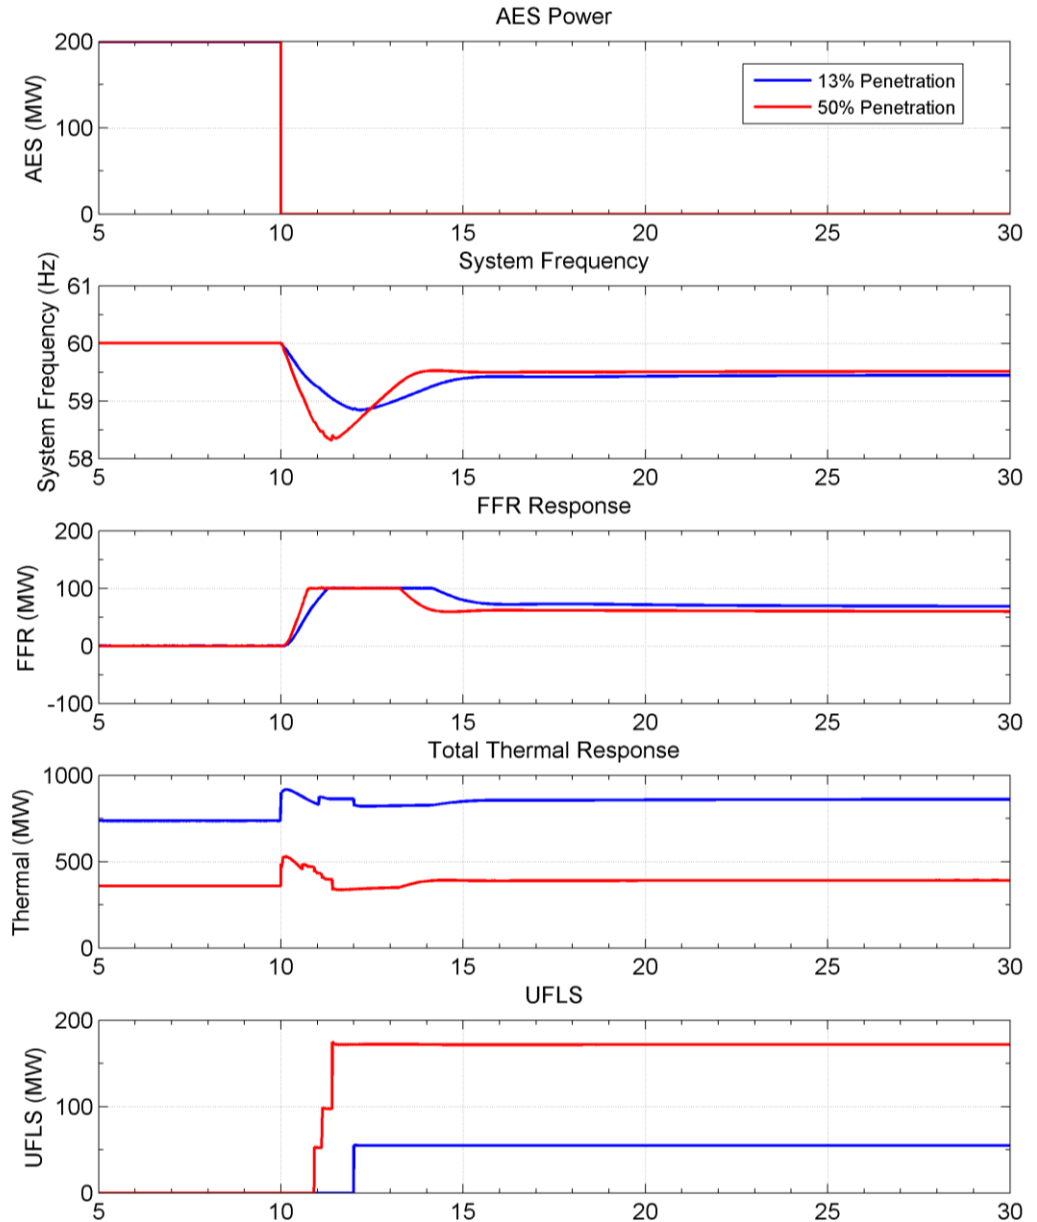 AES Power
AES (MW)
200
100
0
13% Penetration
50% Penetration
5 10 15 20 25 30
System Frequency
System Frequency (Hz)
61
60
59
58
5 10 15 20 25 30
FFR Response
FFR (MW)
200
100
0
-100
5 10 15 20 25 30
Total Thermal Response
Thermal (MW)
1000
500
0
5 10 15 20 25 30
UFLS
UFLS (MW)
200
100
0
5 10 15 20 25 30